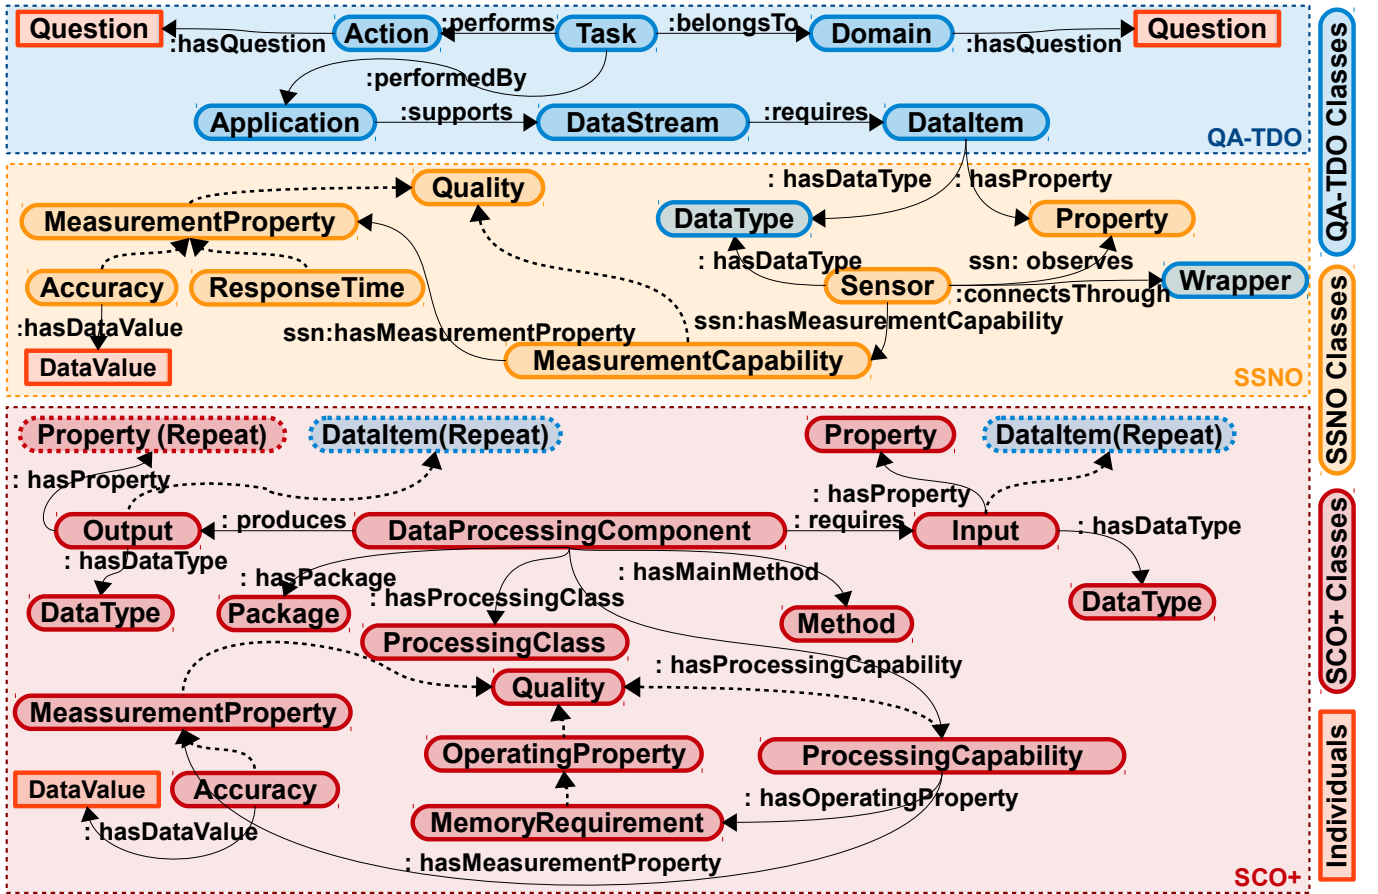 Question
:hasQuestion
Action
:performs
Task
:belongsTo
Domain
:hasQuestion
Question
:performedBy
Application
:supports
DataStream
:requires
DataItem
QA-TDO
Quality
: hasDataType
: hasProperty
MeasurementProperty
DataType
Property
: hasDataType
ssn: observes
Accuracy
ResponseTime
Sensor
:connectsThrough
Wrapper
:hasDataValue
ssn:hasMeasurementProperty
ssn:hasMeasurementCapability
DataValue
MeasurementCapability
SSNO
Property (Repeat)
DataItem(Repeat)
Property
DataItem(Repeat)
: hasProperty
: hasProperty
Output
: produces
DataProcessingComponent
: requires
Input
: hasDataType
: hasDataType
: hasPackage
: hasMainMethod
: hasProcessingClass
DataType
Package
Method
DataType
ProcessingClass
: hasProcessingCapability
Quality
MeassurementProperty
OperatingProperty
ProcessingCapability
DataValue
Accuracy
: hasOperatingProperty
MemoryRequirement
: hasDataValue
: hasMeasurementProperty
SCO+
QA-TDO Classes
SSNO Classes
SCO+ Classes
Individuals